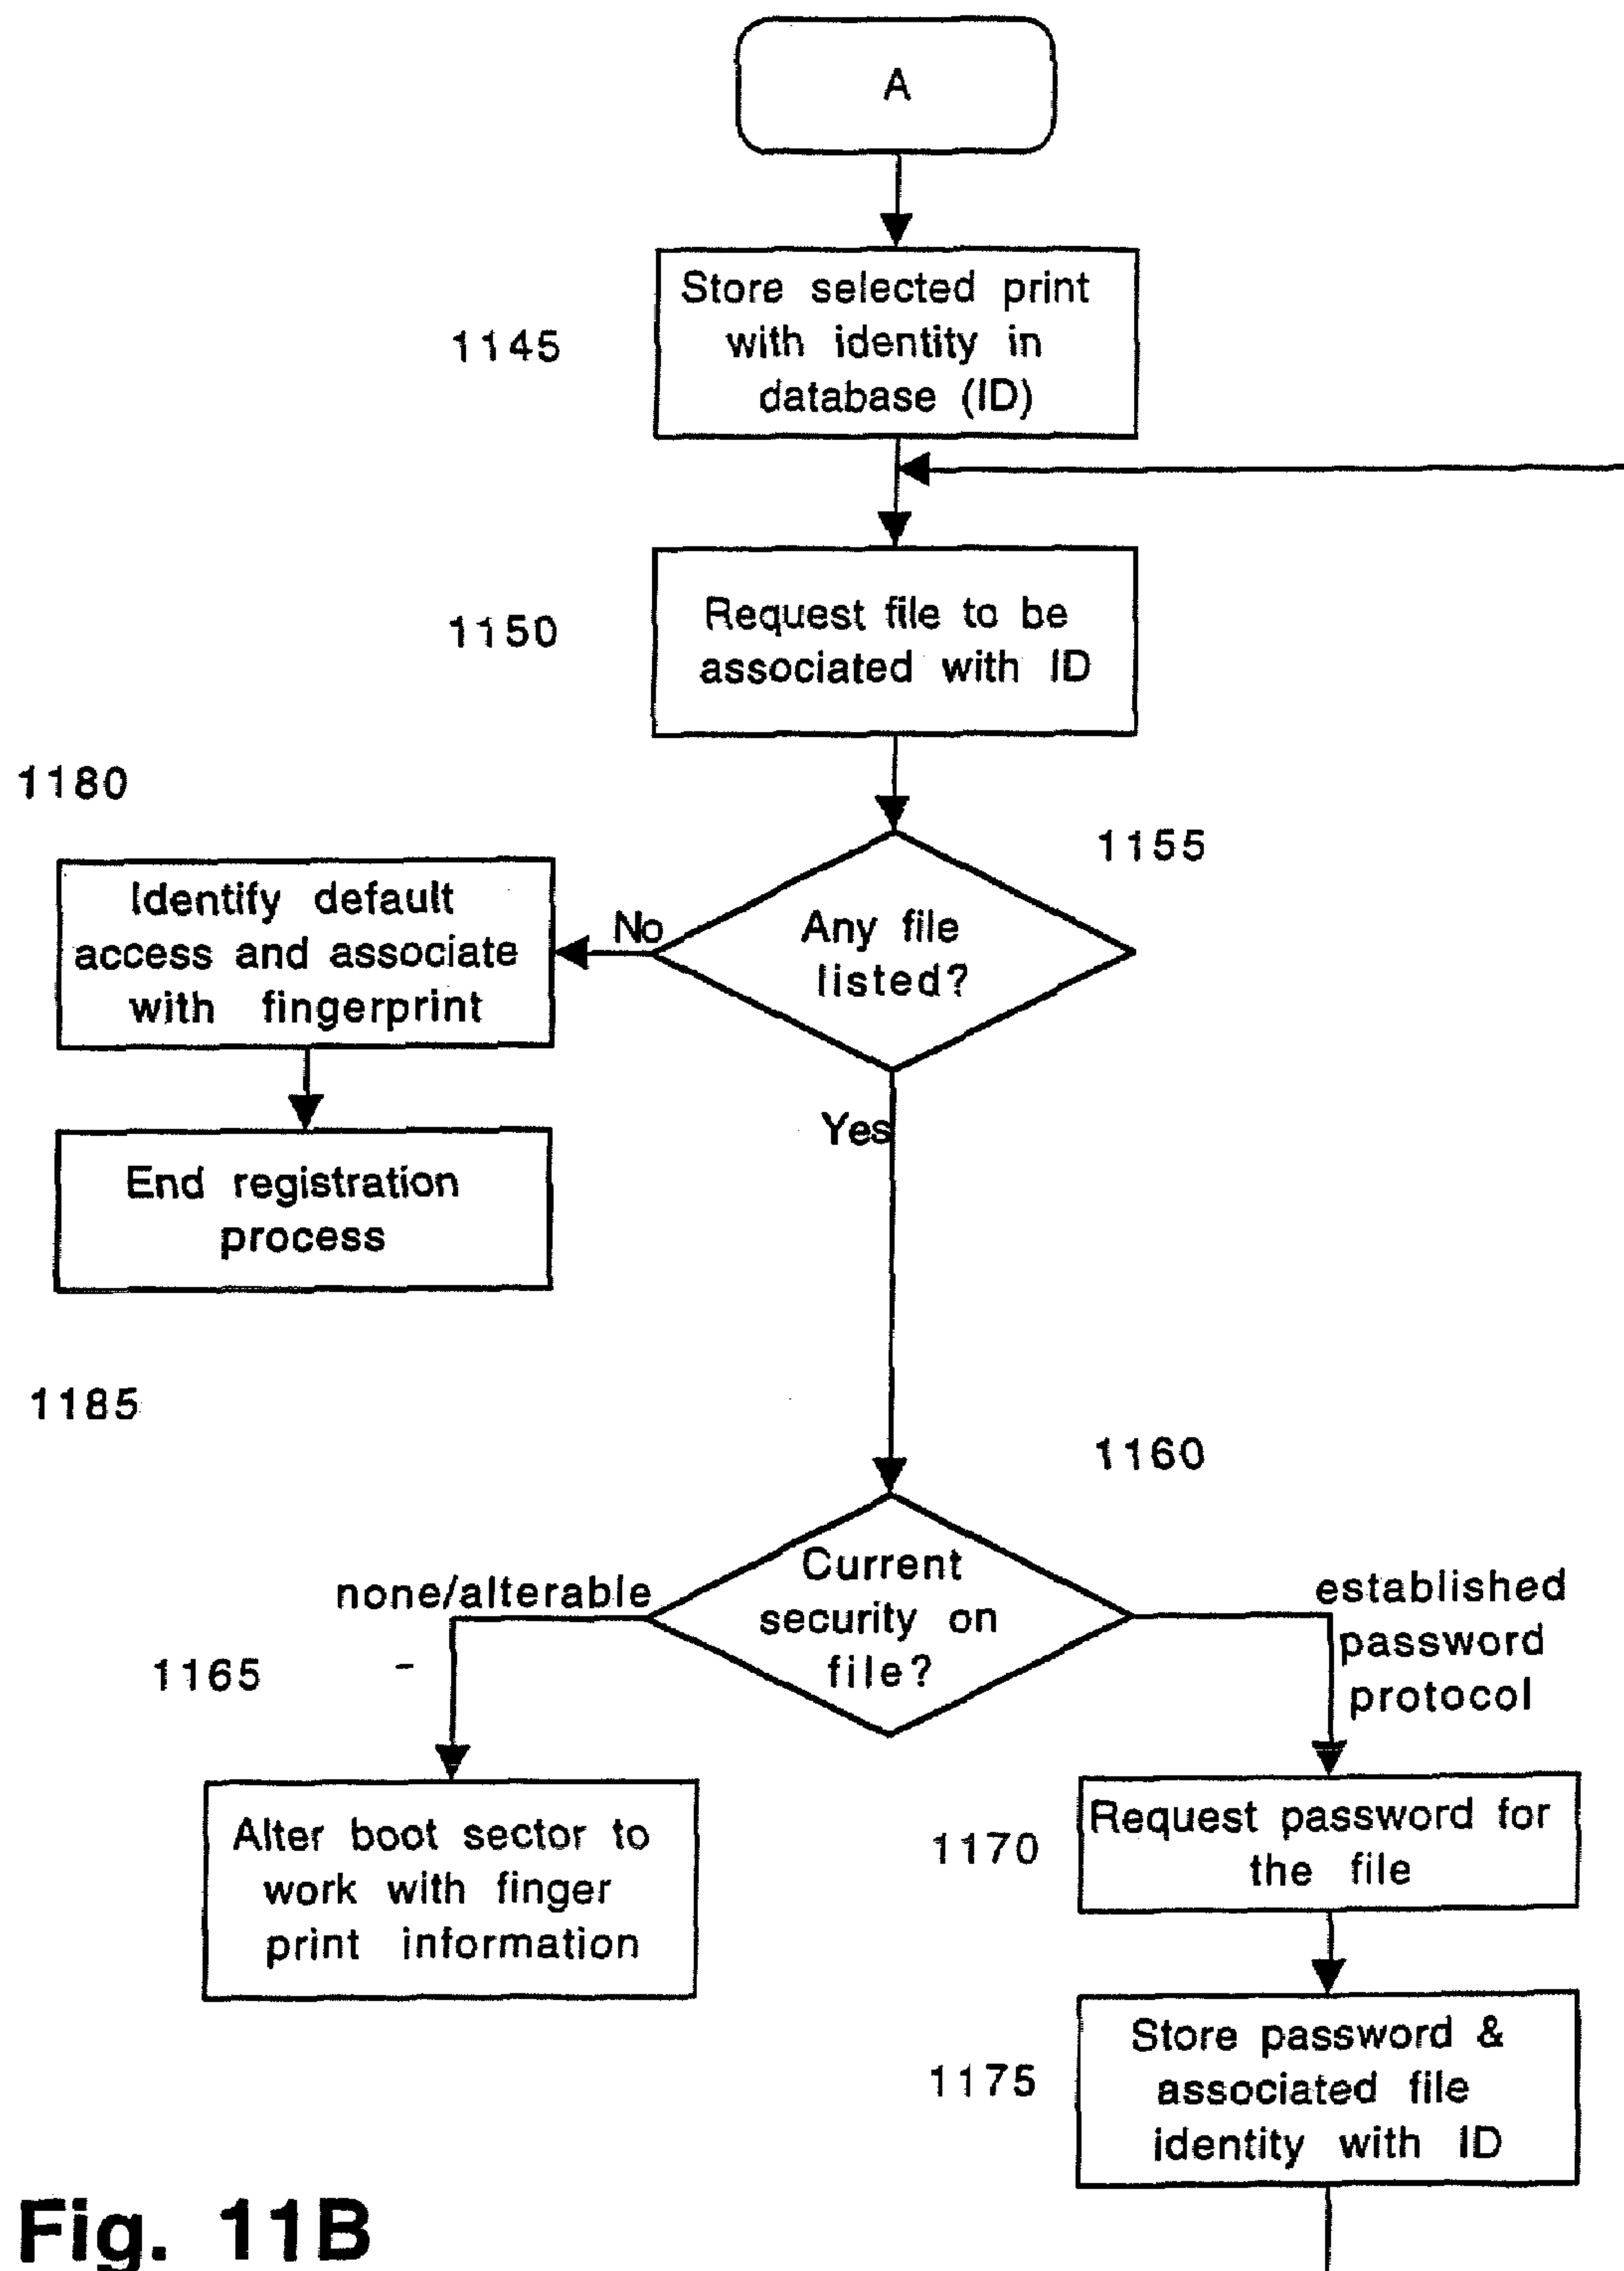 A
Store selected print
with identity in
database (ID)
1145
Request file to be
associated with ID
1150
1180
1155
Identify default
access and associate
with fingerprint
No
Any file
listed?
Yes
End registration
process
1185
1160
Current
security on
file?
none/alterable
established
password
protocol
1165
Alter boot sector to
work with finger
print information
1170
Request password for
the file
1175
Store password &
associated file
identity with ID
Fig. 11B